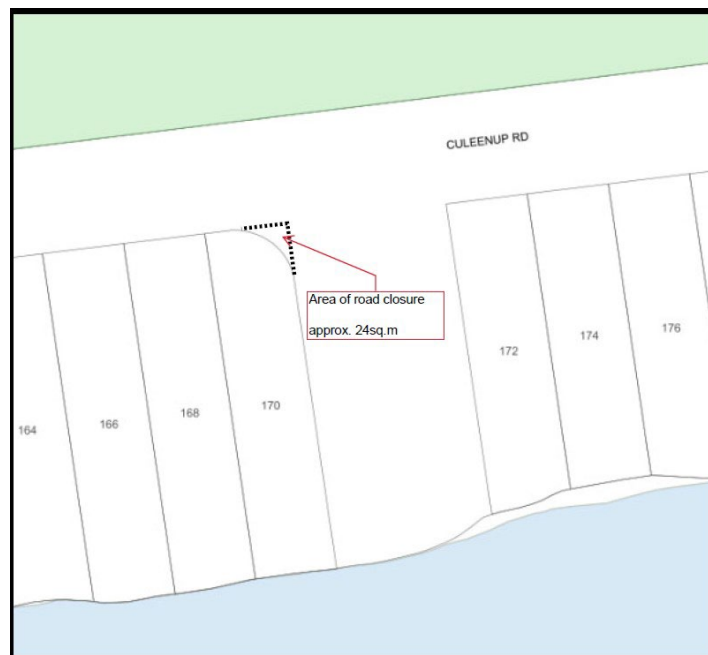 CULEENUP RD
Area of road closure
approx. 24sq.m
176
174
172
170
168
166
164